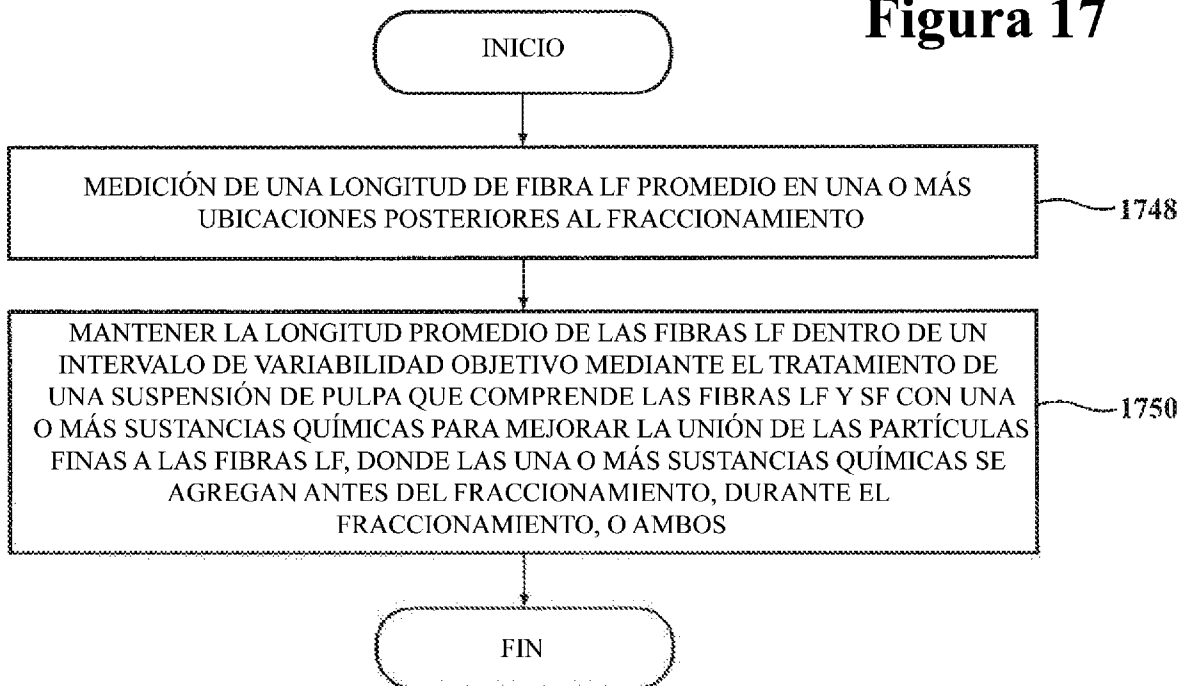 Figura 17
INICIO
MEDICIÓN DE UNA LONGITUD DE FIBRA LF PROMEDIO EN UNA O MÁS
UBICACIONES POSTERIORES AL FRACCIONAMIENTO
1748
MANTENER LA LONGITUD PROMEDIO DE LAS FIBRAS LF DENTRO DE UN
INTERVALO DE VARIABILIDAD OBJETIVO MEDIANTE EL TRATAMIENTO DE
UNA SUSPENSIÓN DE PULPA QUE COMPRENDE LAS FIBRAS LF Y SF CON UNA
O MÁS SUSTANCIAS QUÍMICAS PARA MEJORAR LA UNIÓN DE LAS PARTÍCULAS
FINAS A LAS FIBRAS LF, DONDE LAS UNA O MÁS SUSTANCIAS QUÍMICAS SE
AGREGAN ANTES DEL FRACCIONAMIENTO, DURANTE EL
FRACCIONAMIENTO, O AMBOS
1750
FIN